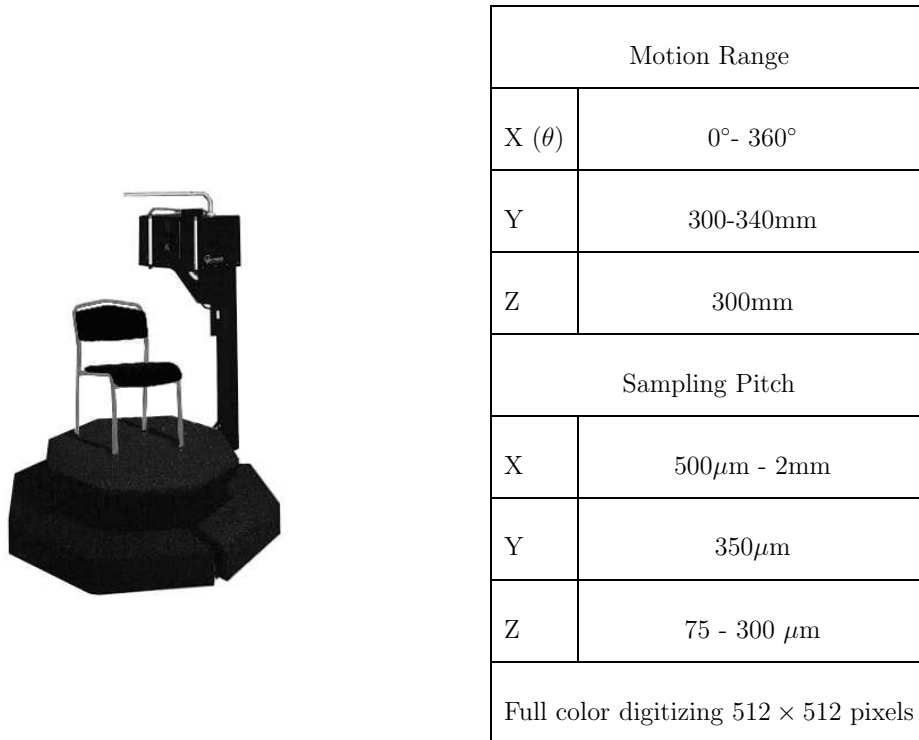 Motion Range
X (θ) 0°- 360°
Y 300-340mm
Z 300mm
Sampling Pitch
X 500μm - 2mm
Y 350μm
Z 75 - 300 μm
Full color digitizing 512 × 512 pixels